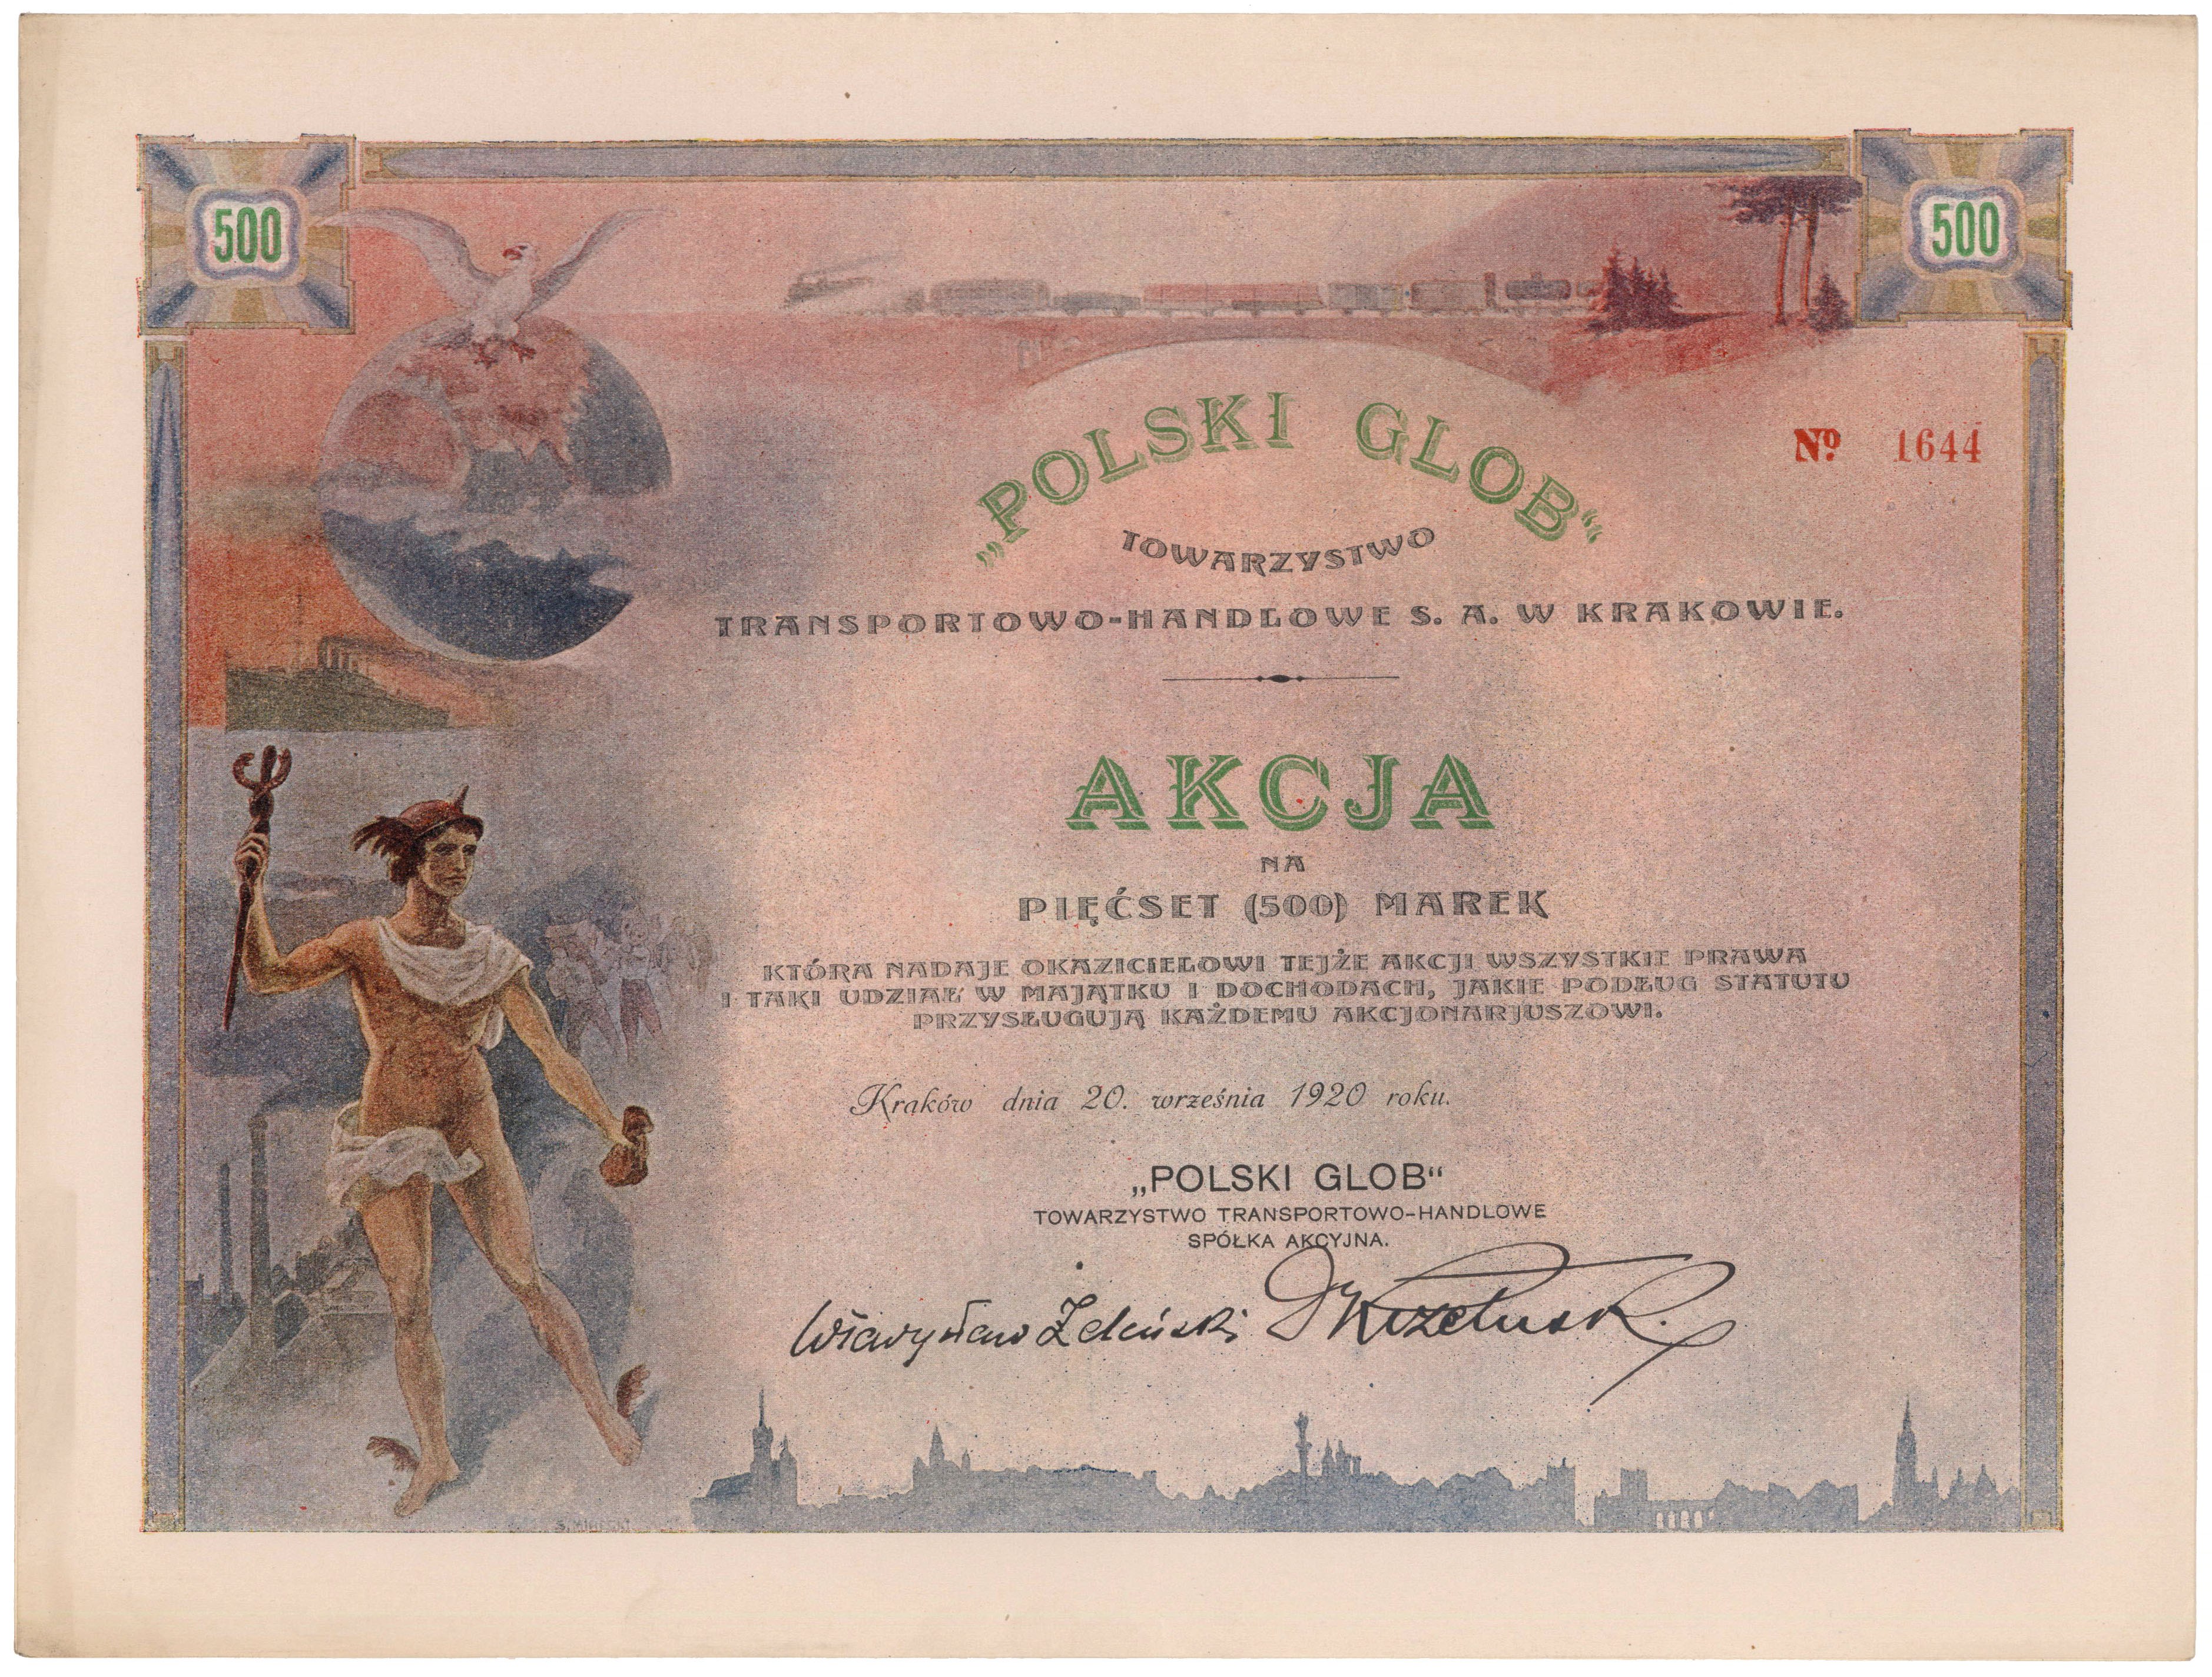 500
500
„POLSKI GLOB“
No 1644
TOWARZYSTWO
TRANSPORTOWO-HANDLOWE S. A. W KRAKOWIE.
AKCJA
NA
PIĘĆSET (500) MAREK
KTÓRA NADAJE OKAZICIELOWI TEJŻE AKCJI WSZYSTKIE PRAWA
I TAKI UDZIAŁ W MAJĄTKU I DOCHODACH, JAKIE PODŁUG STATUTU
PRZYSŁUGUJĄ KAŻDEMU AKCJONARJUSZOWI.
Kraków dnia 20. września 1920 roku.
„POLSKI GLOB“
TOWARZYSTWO TRANSPORTOWO-HANDLOWE
SPÓŁKA AKCYJNA.
Władysław Żeleński